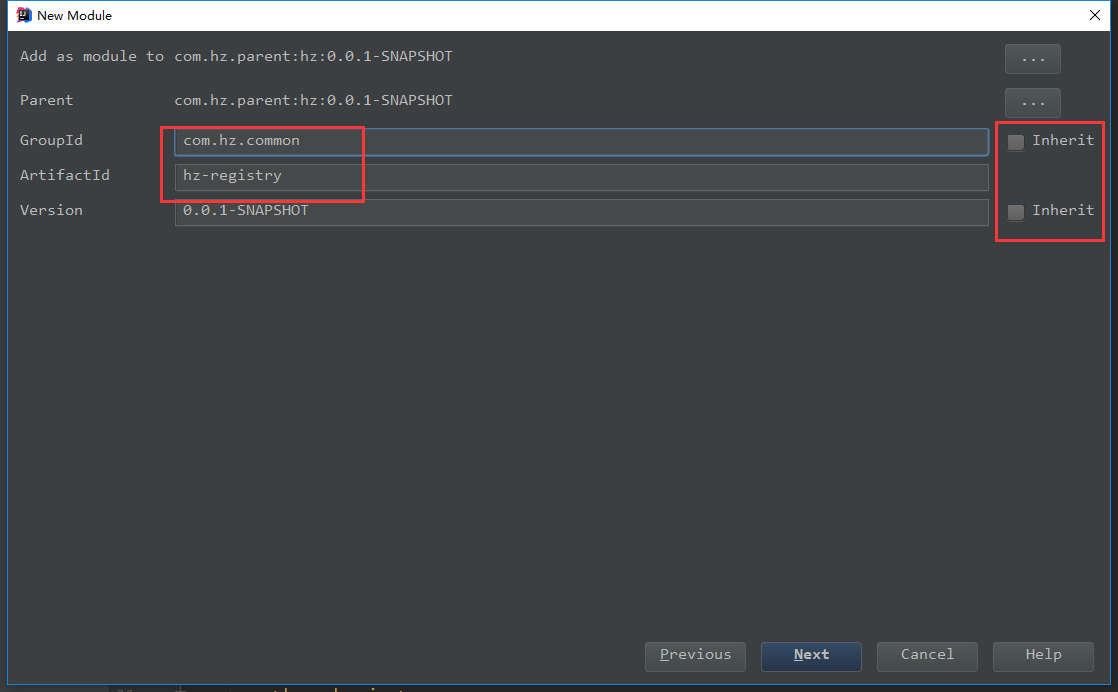 New Module
Add as module to com.hz.parent:hz:0.0.1-SNAPSHOT ...
Parent com.hz.parent:hz:0.0.1-SNAPSHOT ...
GroupId com.hz.common Inherit
ArtifactId hz-registry
Version 0.0.1-SNAPSHOT Inherit
Previous Next Cancel Help